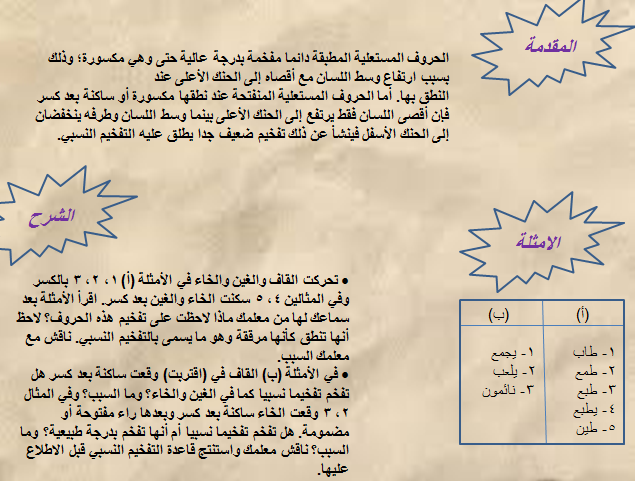 المقدمة
الحروف المستعلية المطبقة دائما مفخمة بدرجة عالية حتى وهي مكسورة؛ وذلك
بسبب ارتفاع وسط اللسان مع أقصاه إلى الحنك الأعلى عند
النطق بها. أما الحروف المستعلية المنفتحة عند نطقها مكسورة أو ساكنة بعد كسر
فإن أقصى اللسان فقط يرتفع إلى الحنك الأعلى بينما وسط اللسان وطرفه ينخفضان
إلى الحنك الأسفل فينشأ عن ذلك تفخيم ضعيف جدا يطلق عليه التفخيم النسبي.
الامثلة
(أ) (ب)
١- طاب ١- يجمع
٢- طمع ٢- يلعب
٣- طبع ٣- نائمون
٤- يطبع
٥- طين
الشرح
• تحركت القاف والغين والخاء في الأمثلة (أ) ١، ٢، ٣ بالكسر
وفي المثالين ٤، ٥ سكنت الخاء والغين بعد كسر. اقرأ الأمثلة بعد
سماعك لها من معلمك ماذا لاحظت على تفخيم هذه الحروف؟ لاحظ
أنها تنطق كأنها مرققة وهو ما يسمى بالتفخيم النسبي. ناقش مع
معلمك السبب.
• في الأمثلة (ب) القاف في (اقتربت) وقعت ساكنة بعد كسر هل
تفخم تفخيما نسبيا كما في الغين والخاء؟ وما السبب؟ وفي المثال
٢، ٣ وقعت الخاء ساكنة بعد كسر وبعدها راء مفتوحة أو
مضمومة. هل تفخم تفخيما نسبيا أم أنها تفخم بدرجة طبيعية؟ وما
السبب؟ ناقش معلمك واستنتج قاعدة التفخيم النسبي قبل الاطلاع
عليها.